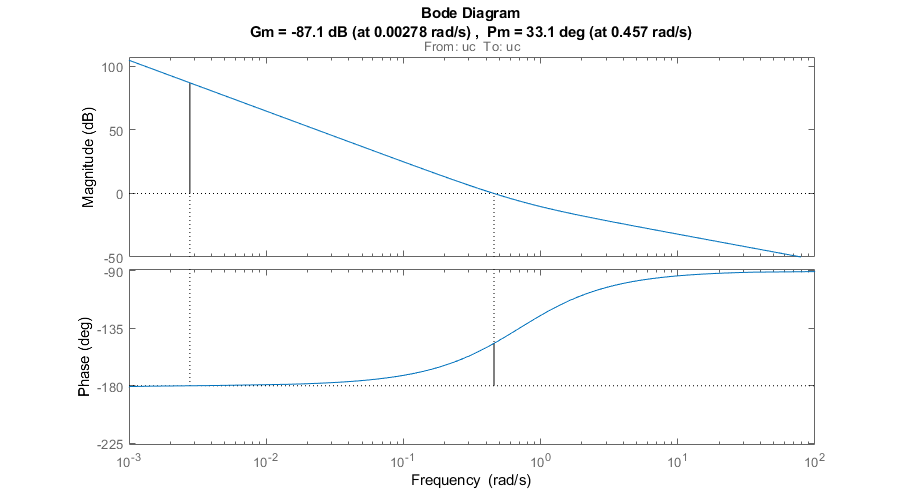 Bode Diagram
Gm = -87.1 dB (at 0.00278 rad/s) , Pm = 33.1 deg (at 0.457 rad/s)
From: uc To: uc
100
50
0
-50
Magnitude (dB)
-90
-135
-180
-225
Phase (deg)
10^-3 10^-2 10^-1 10^0 10^1 10^2
Frequency (rad/s)